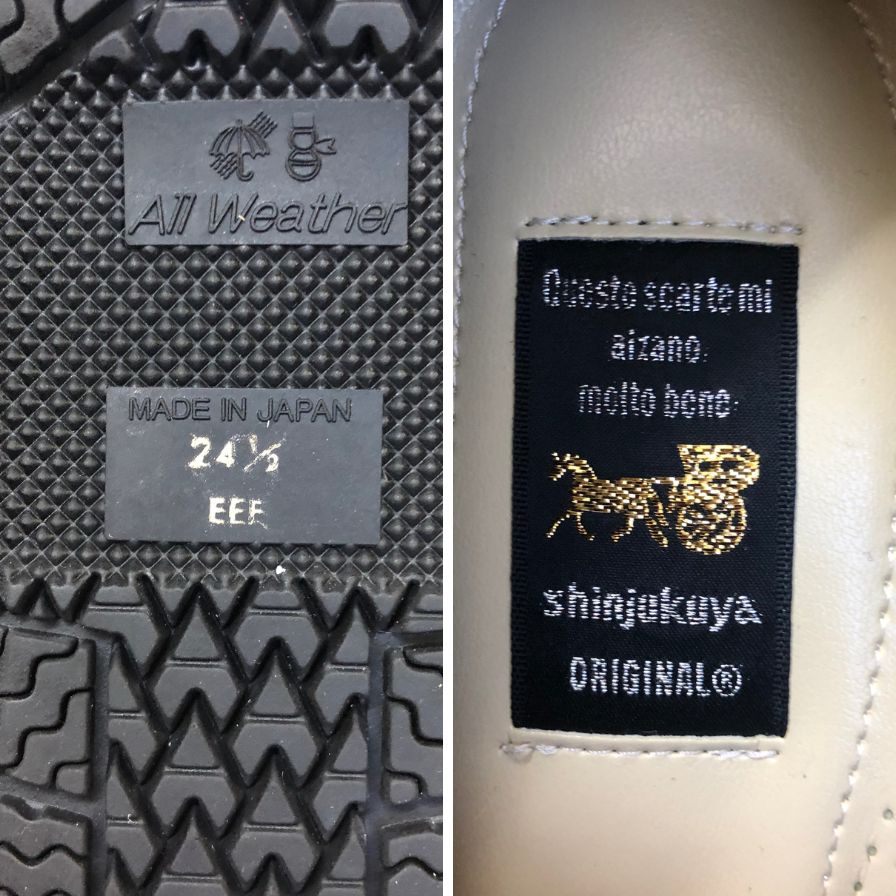 All Weather
MADE IN JAPAN
24½
EEE
Questo scarte mi
aizano
molto bene
shinjukuya
ORIGINAL®